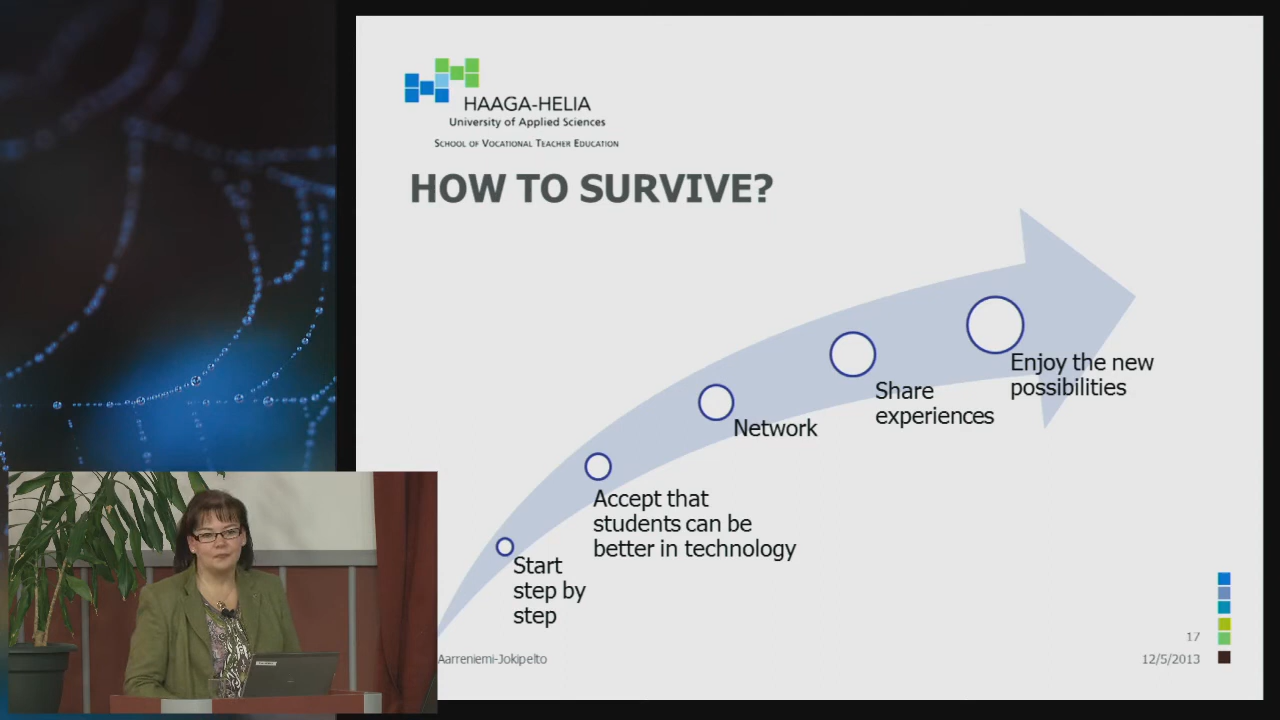 HAAGA-HELIA
University of Applied Sciences
SCHOOL OF VOCATIONAL TEACHER EDUCATION
HOW TO SURVIVE?
Enjoy the new
possibilities
Share
experiences
Network
Accept that
students can be
better in technology
Start
step by
step
17
Aarreniemi-Jokipelto
12/5/2013